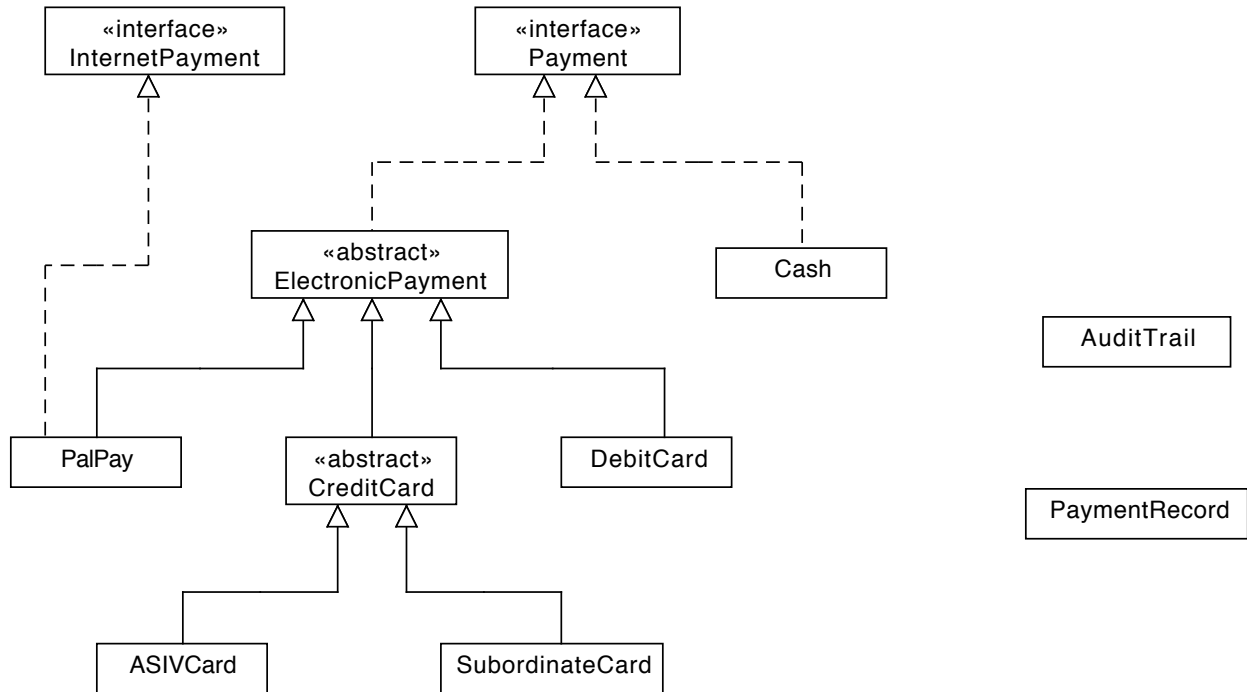 «interface»
InternetPayment
«interface»
Payment
«abstract»
ElectronicPayment
Cash
AuditTrail
PalPay
«abstract»
CreditCard
DebitCard
PaymentRecord
ASIVCard
SubordinateCard